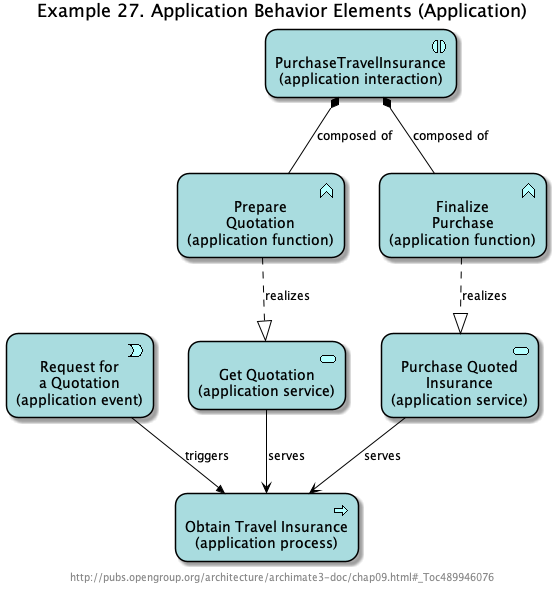 Example 27. Application Behavior Elements (Application)
PurchaseTravelInsurance
(application interaction)
composed of
composed of
Prepare
Quotation
(application function)
Finalize
Purchase
(application function)
realizes
realizes
Request for
a Quotation
(application event)
Get Quotation
(application service)
Purchase Quoted
Insurance
(application service)
triggers
serves
serves
Obtain Travel Insurance
(application process)
http://pubs.opengroup.org/architecture/archimate3-doc/chap09.html#_Toc489946076